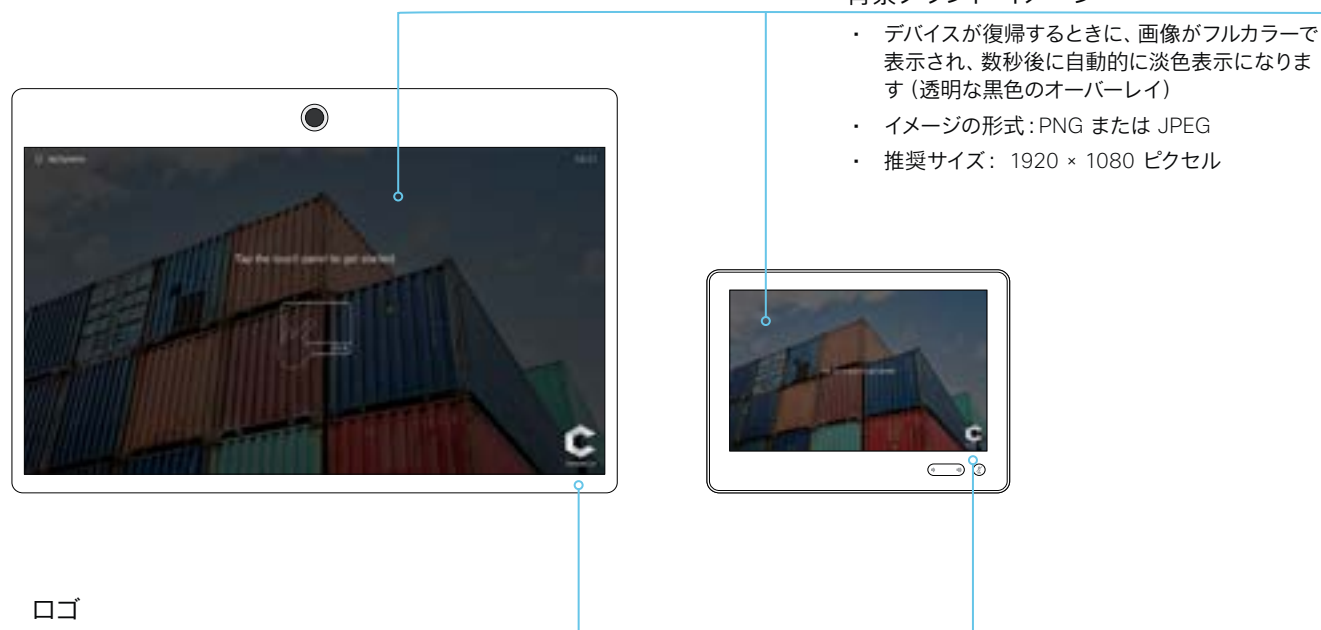 ・ デバイスが復帰するときに、画像がフルカラーで
表示され、数秒後に自動的に淡色表示になりま
す (透明な黒色のオーバーレイ)
・ イメージの形式 : PNG または JPEG
・ 推奨サイズ : 1920 × 1080 ピクセル
Tap the touch panel to get started
ロゴ